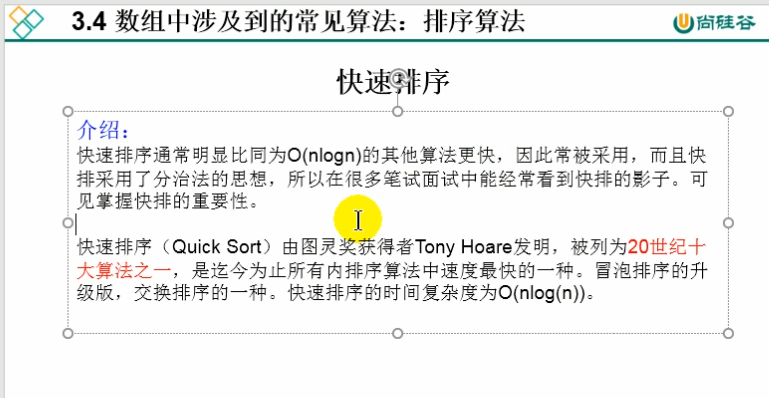 3.4 数组中涉及到的常见算法：排序算法
尚硅谷
快速排序
介绍：
快速排序通常明显比同为O(nlogn)的其他算法更快，因此常被采用，而且快
排采用了分治法的思想，所以在很多笔试面试中能经常看到快排的影子。可
见掌握快排的重要性。
快速排序（Quick Sort）由图灵奖获得者Tony Hoare发明，被列为20世纪十
大算法之一，是迄今为止所有内排序算法中速度最快的一种。冒泡排序的升
级版，交换排序的一种。快速排序的时间复杂度为O(nlog(n))。